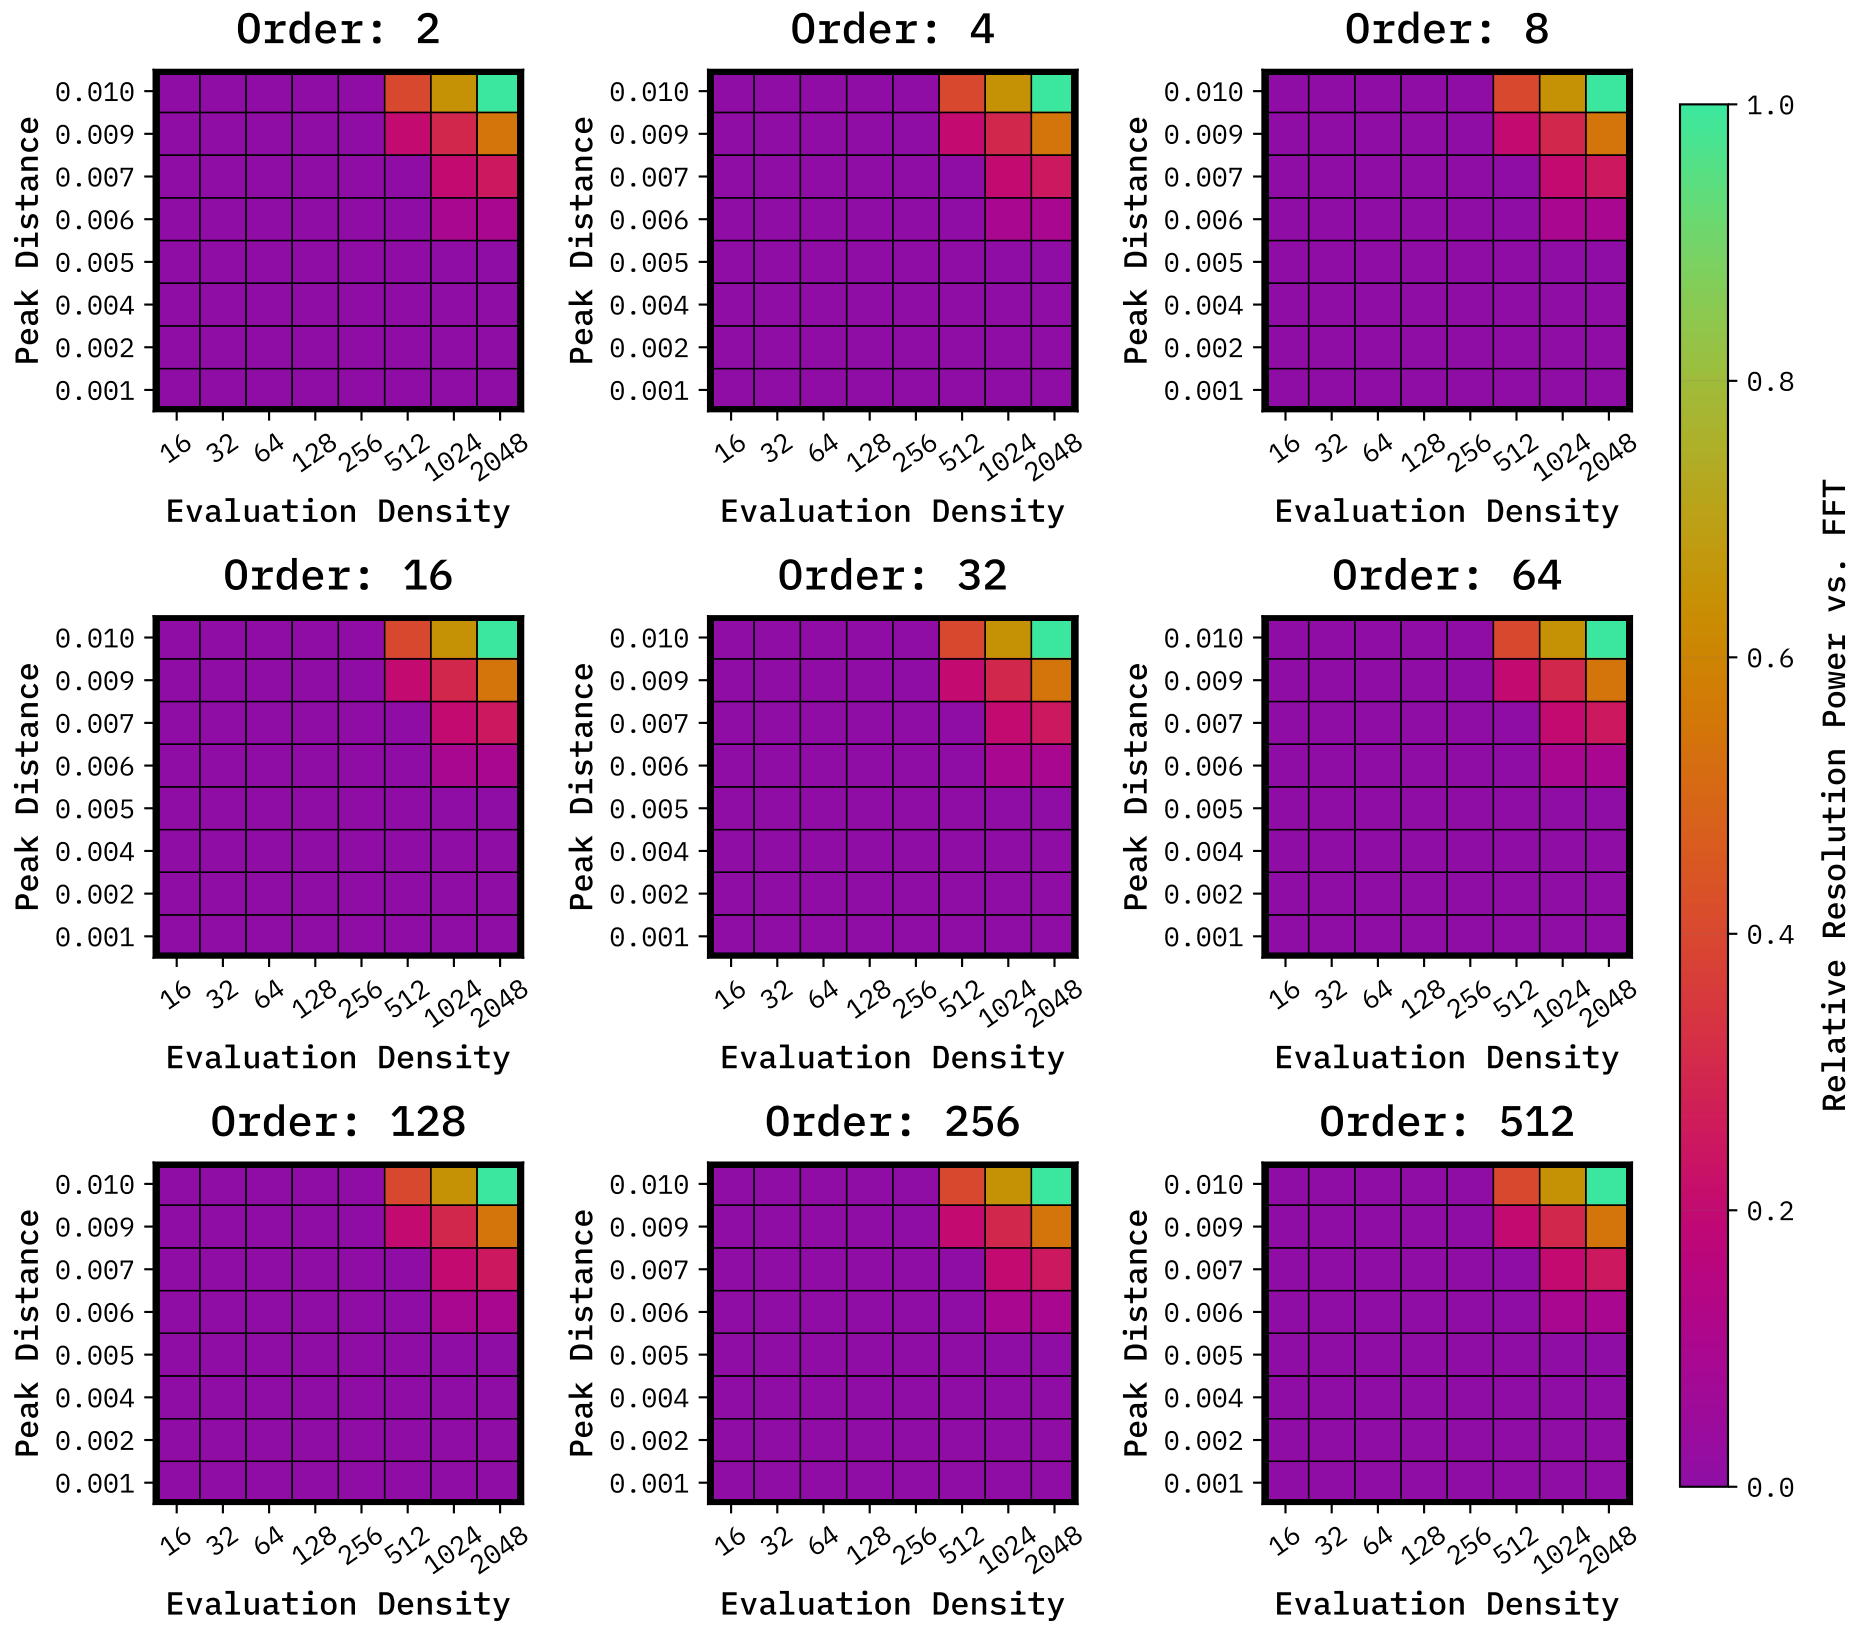 Order: 2
Peak Distance
0.010
0.009
0.007
0.006
0.005
0.004
0.002
0.001
16 32 64 128 256 512 1024 2048
Evaluation Density
Order: 4
Peak Distance
0.010
0.009
0.007
0.006
0.005
0.004
0.002
0.001
16 32 64 128 256 512 1024 2048
Evaluation Density
Order: 8
Peak Distance
0.010
0.009
0.007
0.006
0.005
0.004
0.002
0.001
16 32 64 128 256 512 1024 2048
Evaluation Density
Order: 16
Peak Distance
0.010
0.009
0.007
0.006
0.005
0.004
0.002
0.001
16 32 64 128 256 512 1024 2048
Evaluation Density
Order: 32
Peak Distance
0.010
0.009
0.007
0.006
0.005
0.004
0.002
0.001
16 32 64 128 256 512 1024 2048
Evaluation Density
Order: 64
Peak Distance
0.010
0.009
0.007
0.006
0.005
0.004
0.002
0.001
16 32 64 128 256 512 1024 2048
Evaluation Density
Order: 128
Peak Distance
0.010
0.009
0.007
0.006
0.005
0.004
0.002
0.001
16 32 64 128 256 512 1024 2048
Evaluation Density
Order: 256
Peak Distance
0.010
0.009
0.007
0.006
0.005
0.004
0.002
0.001
16 32 64 128 256 512 1024 2048
Evaluation Density
Order: 512
Peak Distance
0.010
0.009
0.007
0.006
0.005
0.004
0.002
0.001
16 32 64 128 256 512 1024 2048
Evaluation Density
1.0
0.8
0.6
0.4
0.2
0.0
Relative Resolution Power vs. FFT